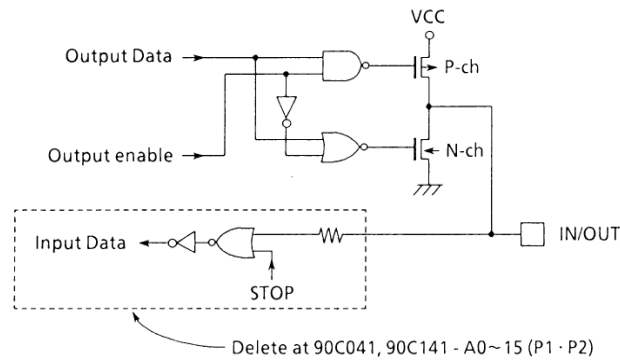 VCC
Output Data
P-ch
N-ch
Output enable
Input Data
IN/OUT
STOP
Delete at 90C041, 90C141 - A0~15 (P1 · P2)